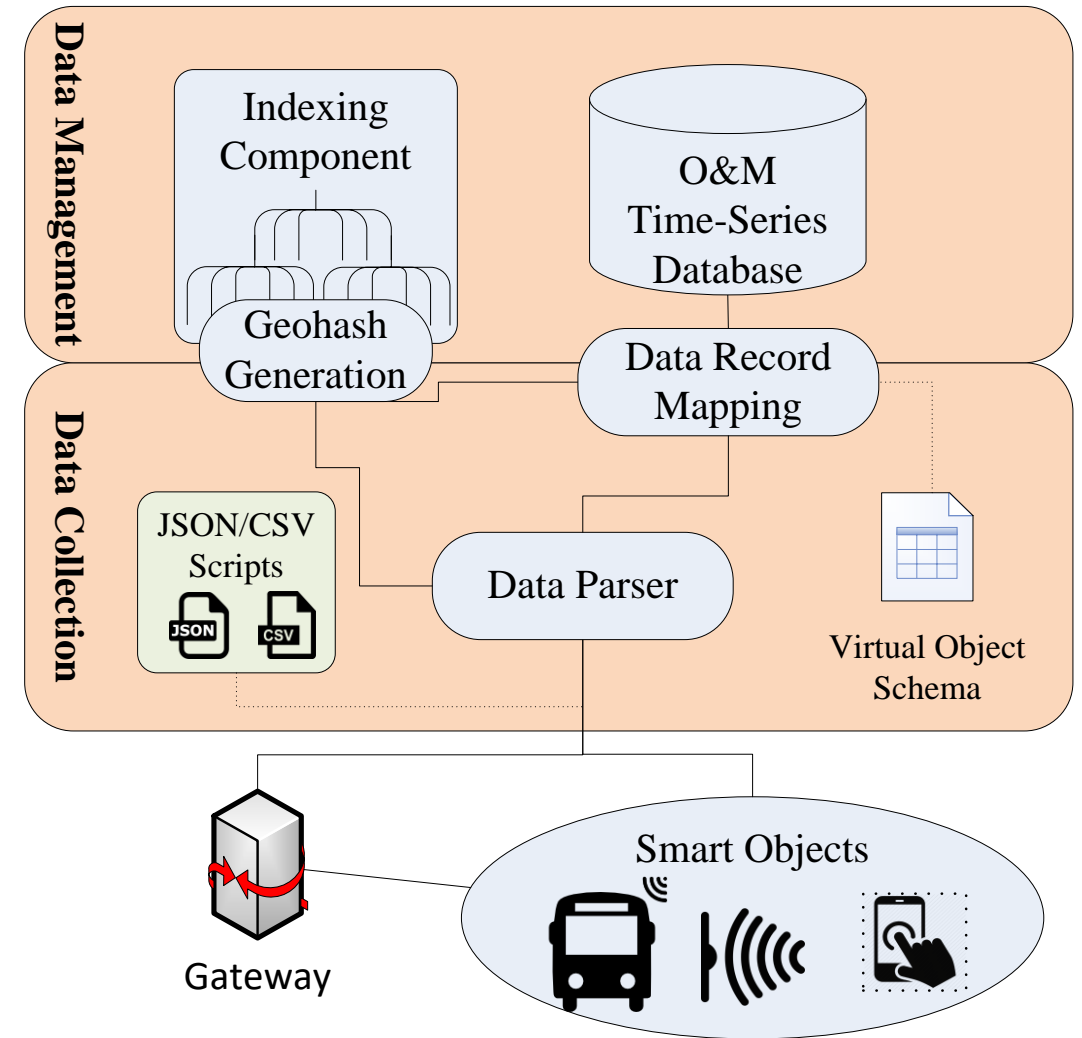 Data Management
Indexing
Component
O&M
Time-Series
Database
Geohash
Generation
Data Record
Mapping
Data Collection
JSON/CSV
Scripts
JSON
CSV
Data Parser
Virtual Object
Schema
Smart Objects
Gateway